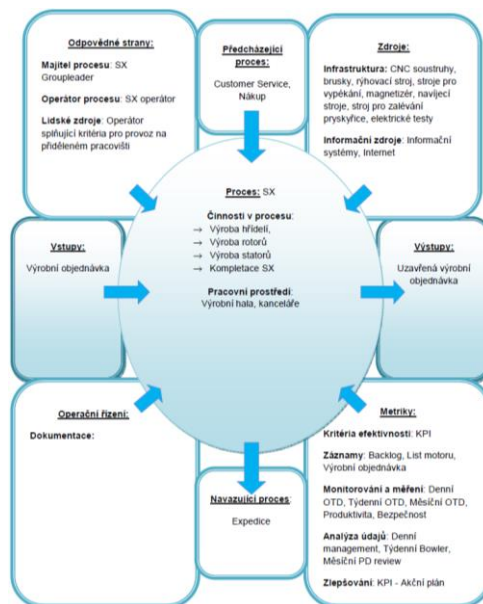 Odpovědné strany:
Majitel procesu: SX
Groupleader
Operátor procesu: SX operátor
Lidské zdroje: Operátor
splňující kritéria pro provoz na
přiděleném pracovišti
Předcházející
proces:
Customer Service,
Nákup
Zdroje:
Infrastruktura: CNC soustruhy,
brusky, rýhovací stroj, stroje pro
vypékání, magnetizér, navíjecí
stroje, stroj pro zalévání
pryskyřice, elektrické testy
Informační zdroje: Informační
systémy, Internet
Vstupy:
Výrobní objednávka
Proces: SX
Činnosti v procesu:
→ Výroba hřídelí,
→ Výroba rotorů
→ Výroba statorů
→ Kompletace SX
Pracovní prostředí:
Výrobní hala, kanceláře
Výstupy:
Uzavřená výrobní
objednávka
Operační řízení:
Dokumentace:
Navazující proces:
Expedice
Metriky:
Kritéria efektivnosti: KPI
Záznamy: Backlog, List motoru,
Výrobní objednávka
Monitorování a měření: Denní
OTD, Týdenní OTD, Měsíční OTD,
Produktivita, Bezpečnost
Analýza údajů: Denní
management, Týdenní Bowler,
Měsíční PD review
Zlepšování: KPI - Akční plán